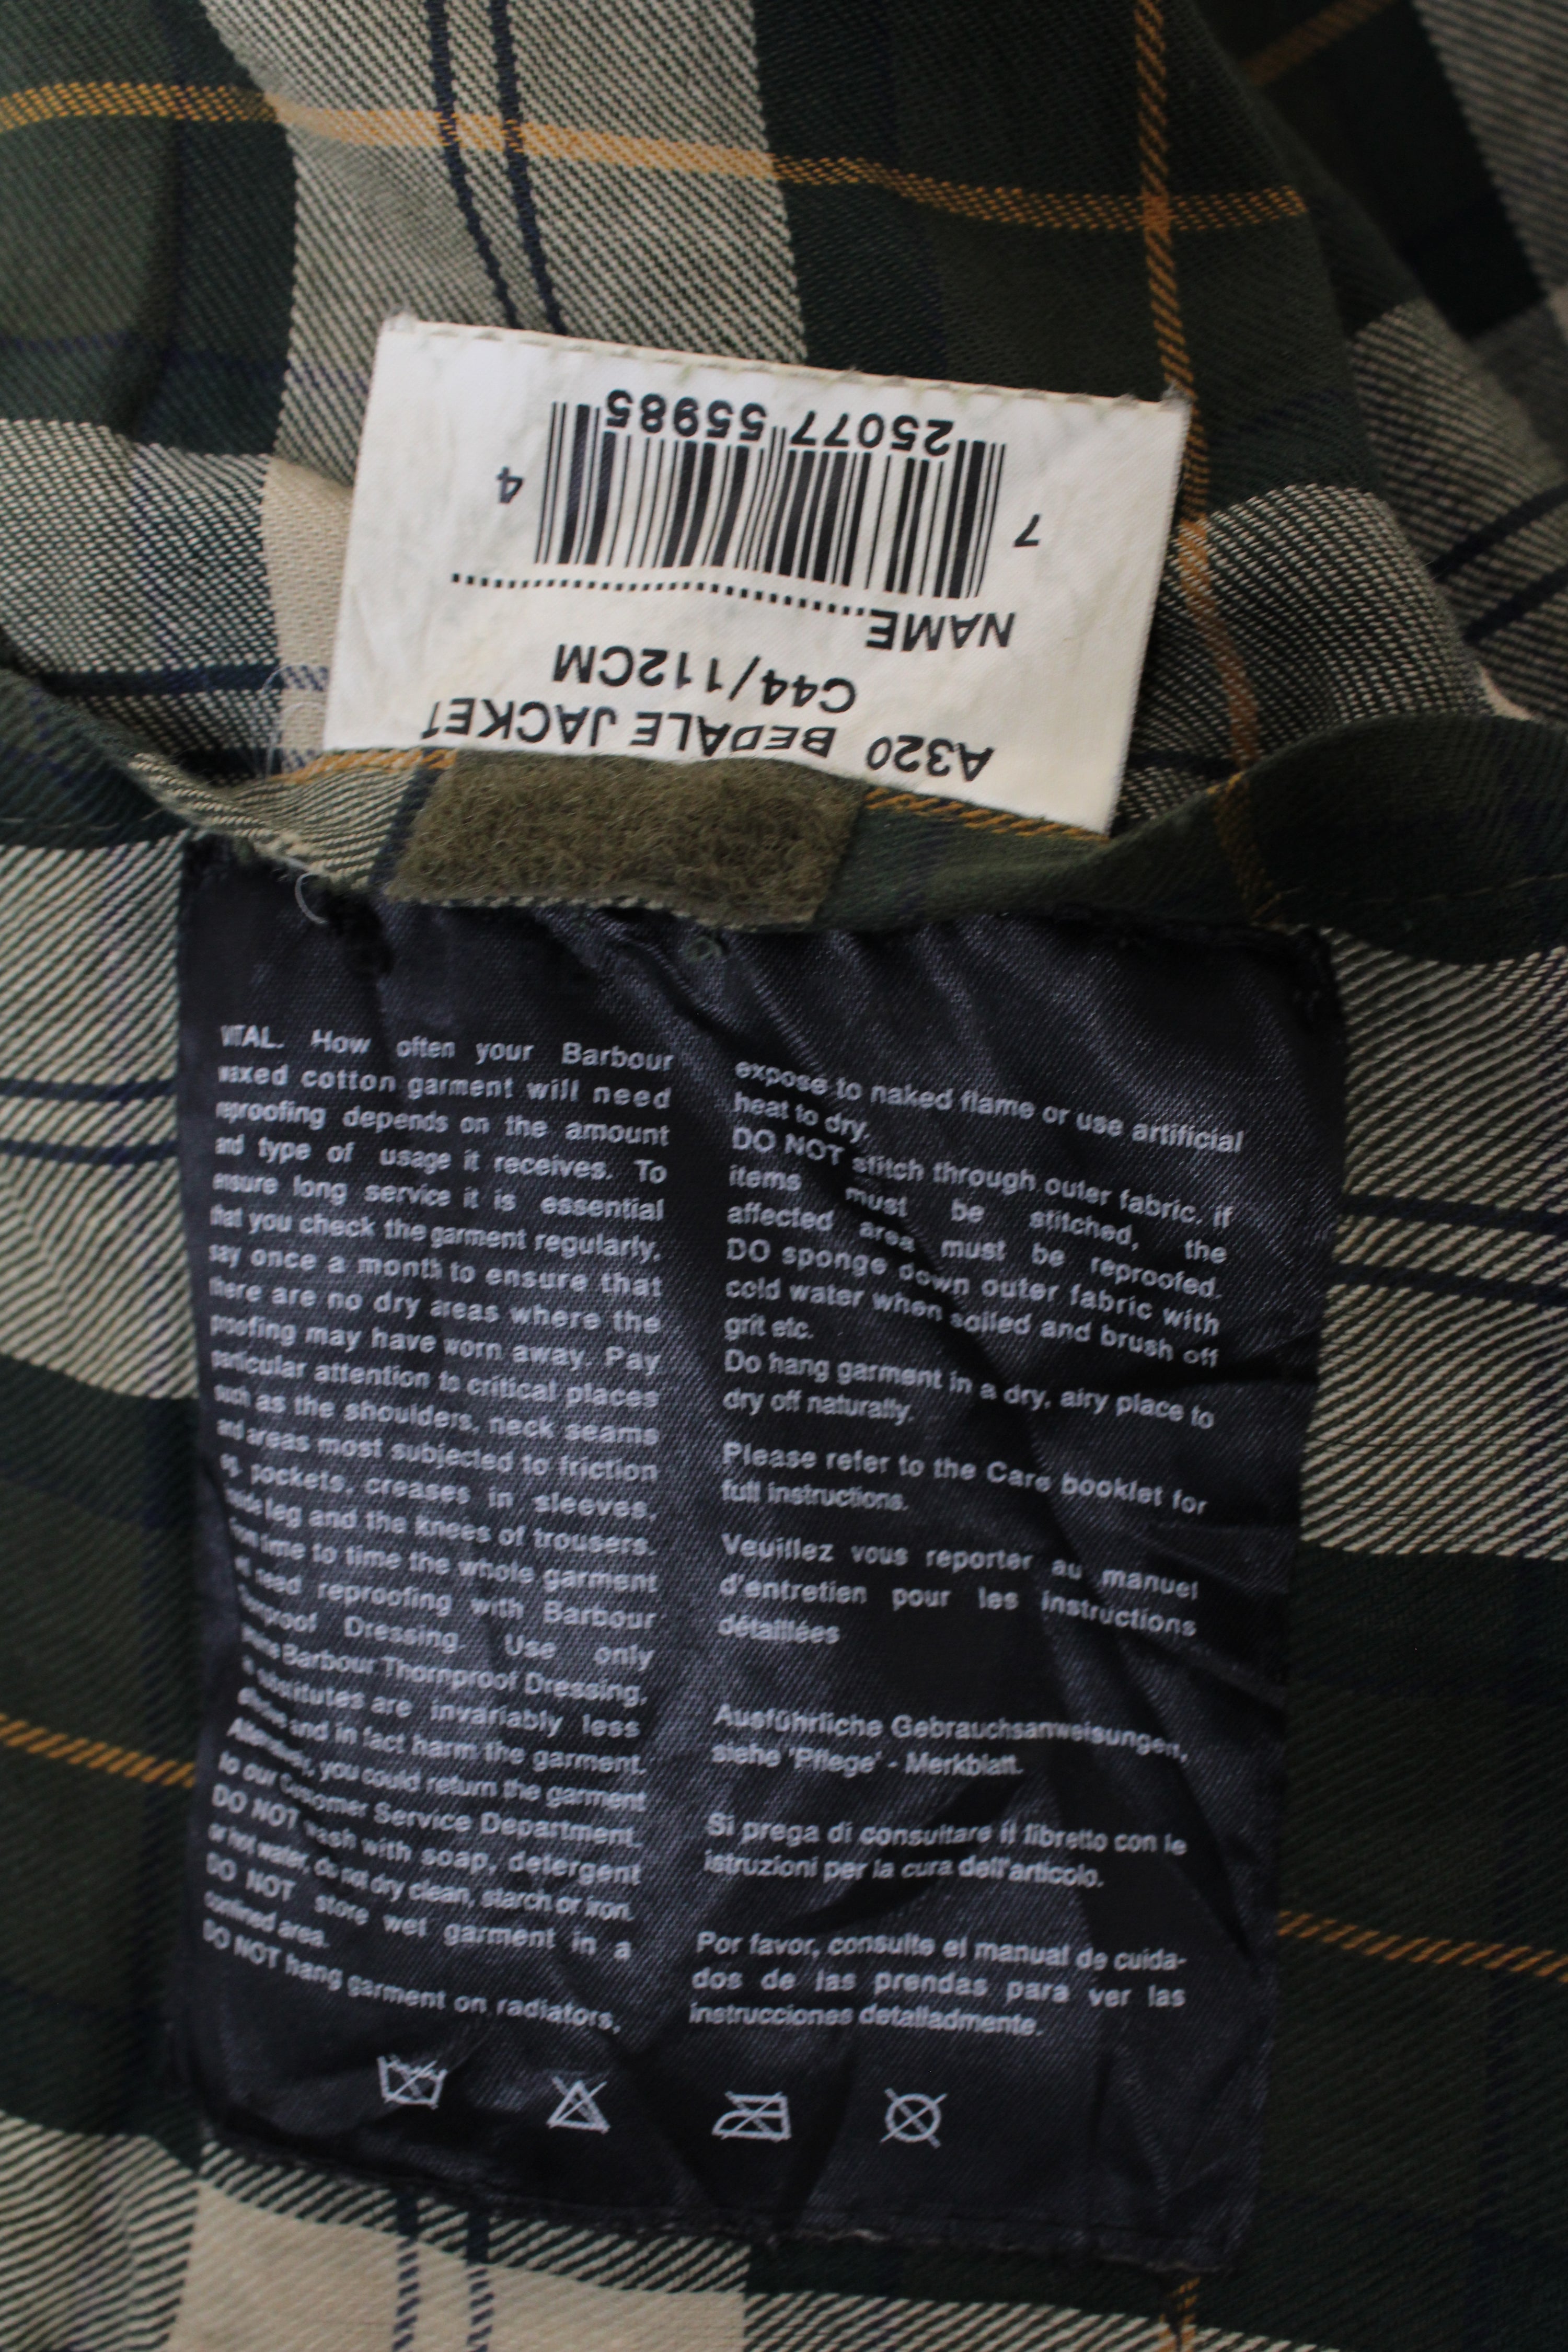 A320 BEDALE JACKET
C44/112CM
NAME..............................
7 25077 55985 4
VITAL. How often your Barbour
waxed cotton garment will need
reproofing depends on the amount
and type of usage it receives. To
ensure long service it is essential
that you check the garment regularly,
say once a month to ensure that
there are no dry areas where the
proofing may have worn away. Pay
particular attention to critical places
such as the shoulders, neck seams
and areas most subjected to friction
eg. pockets, creases in sleeves,
inside leg and the knees of trousers.
From time to time the whole garment
need reproofing with Barbour
Thornproof Dressing. Use only
Barbour Thornproof Dressing,
substitutes are invariably less
and in fact harm the garment.
Alternatively, you could return the garment
to our Customer Service Department.
DO NOT wash with soap, detergent
or hot water, do not dry clean, starch or iron.
DO NOT store wet garment in a
confined area.
DO NOT hang garment on radiators,
expose to naked flame or use artificial
heat to dry.
DO NOT stitch through outer fabric. if
items must be stitched, the
affected area must be reproofed.
DO sponge down outer fabric with
cold water when soiled and brush off
grit etc.
Do hang garment in a dry, airy place to
dry off naturally.
Please refer to the Care booklet for
full instructions.
Veuillez vous reporter au manuel
d'entretien pour les instructions
détaillées
Ausführliche Gebrauchsanweisungen,
siehe 'Pflege' - Merkblatt.
Si prega di consultare il libretto con le
istruzioni per la cura dell'articolo.
Por favor, consulte el manual de cuida-
dos de las prendas para ver las
instrucciones detalladmente.